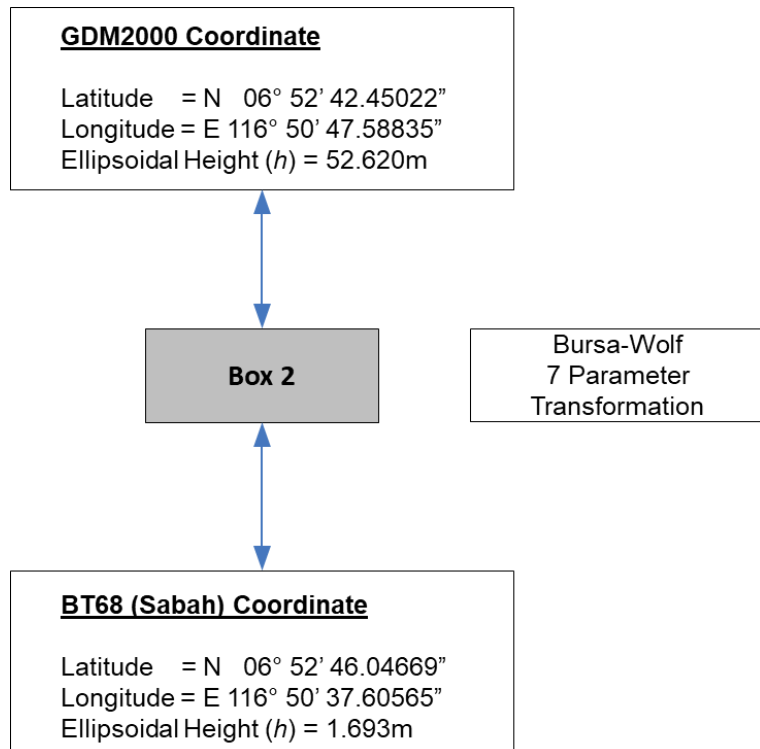 GDM2000 Coordinate
Latitude = N 06° 52’ 42.45022”
Longitude = E 116° 50’ 47.58835”
Ellipsoidal Height (h) = 52.620m
Box 2
Bursa-Wolf
7 Parameter
Transformation
BT68 (Sabah) Coordinate
Latitude = N 06° 52’ 46.04669”
Longitude = E 116° 50’ 37.60565”
Ellipsoidal Height (h) = 1.693m